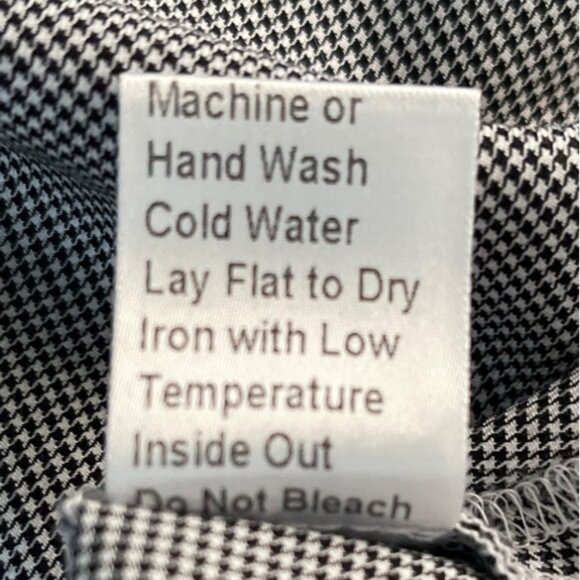 Machine or
Hand Wash
Cold Water
Lay Flat to Dry
Iron with Low
Temperature
Inside Out
Do Not Bleach